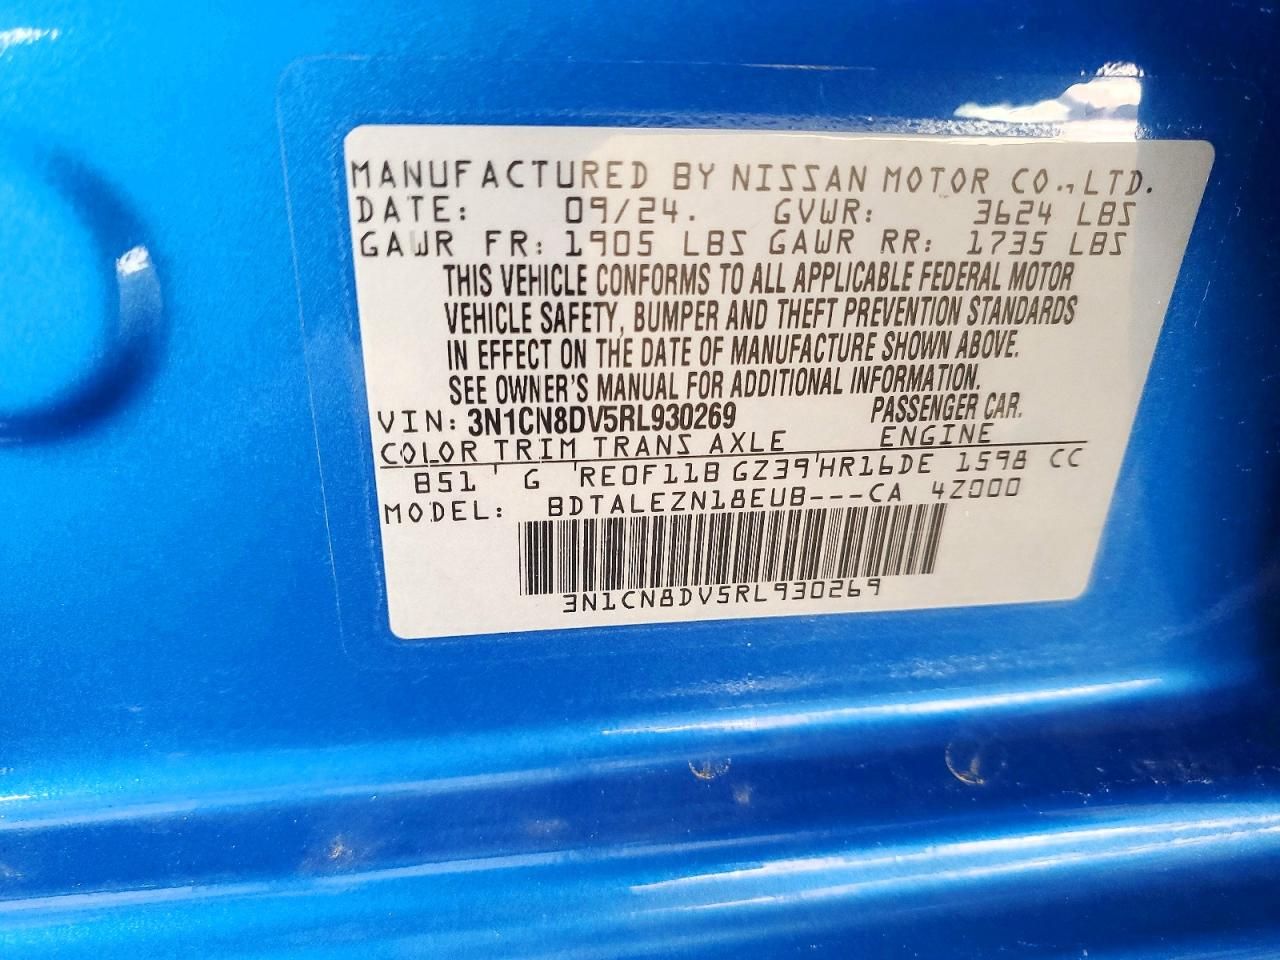 MANUFACTURED BY NISSAN MOTOR CO., LTD.
DATE: 09/24. GVWR: 3624 LBS
GAWR FR: 1905 LBS GAWR RR: 1735 LBS
THIS VEHICLE CONFORMS TO ALL APPLICABLE FEDERAL MOTOR
VEHICLE SAFETY, BUMPER AND THEFT PREVENTION STANDARDS
IN EFFECT ON THE DATE OF MANUFACTURE SHOWN ABOVE.
SEE OWNER'S MANUAL FOR ADDITIONAL INFORMATION.
VIN: 3N1CN8DV5RL930269 PASSENGER CAR.
COLOR TRIM TRANS AXLE ENGINE
B51 ' G 'RE0F11B GZ39'HR16DE 1598 CC
MODEL: BDTALEZN18EUB---CA 4Z000
3N1CN8DV5RL930269